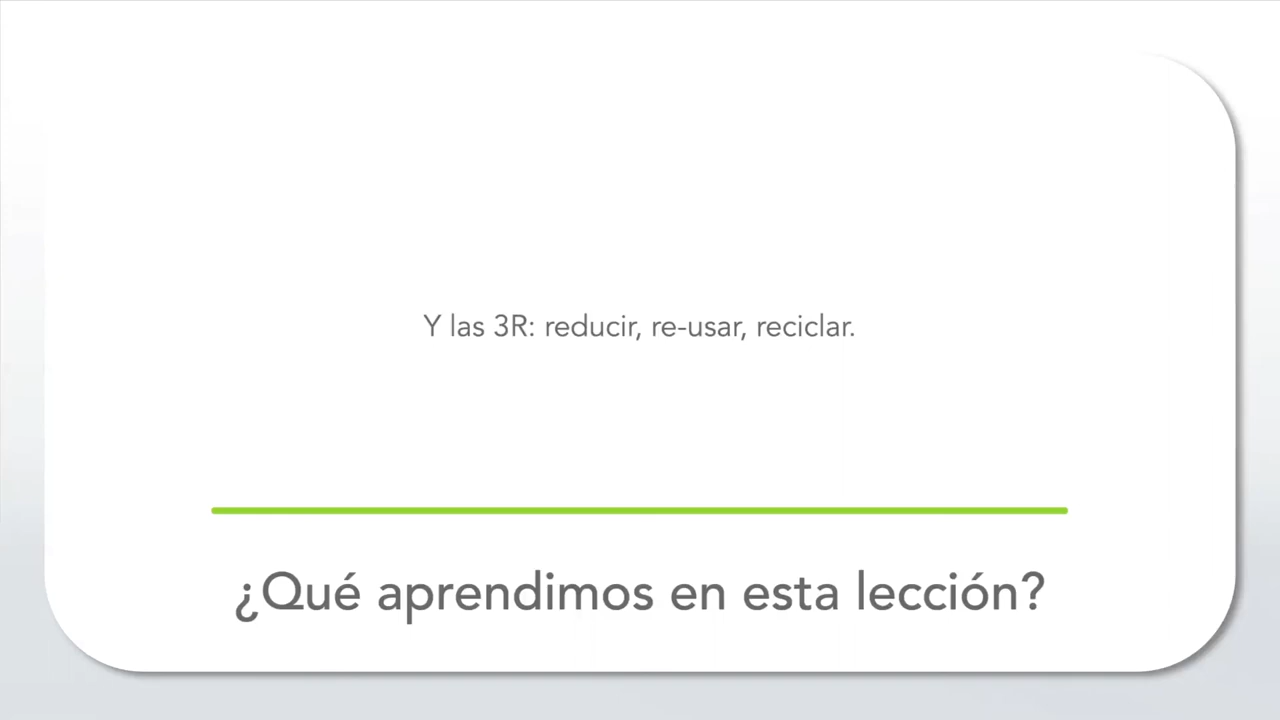 Y las 3R: reducir, re-usar, reciclar.
¿Qué aprendimos en esta lección?